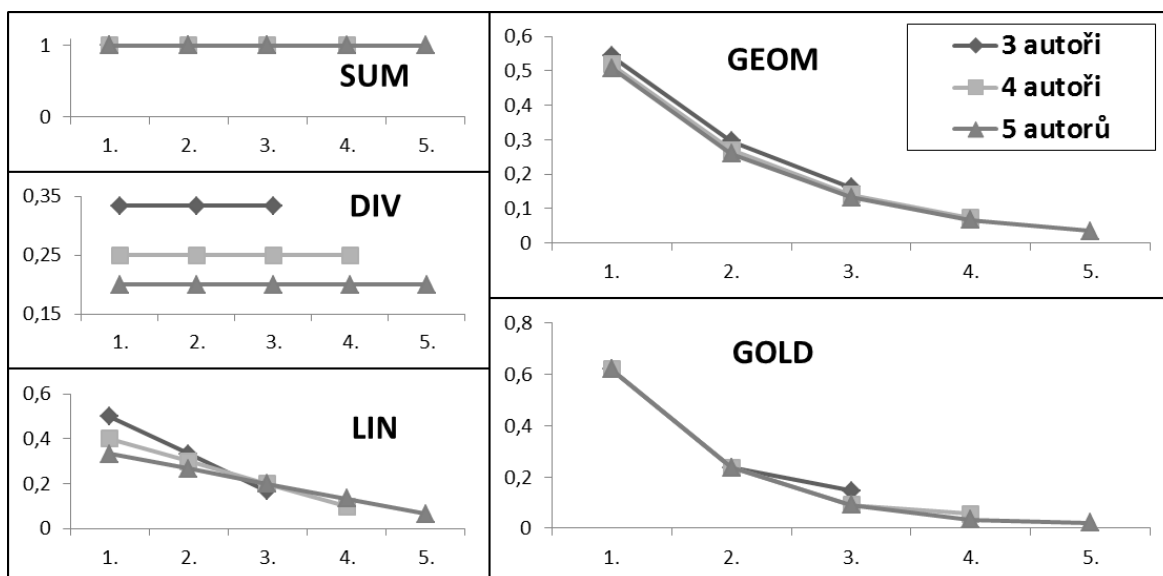 1
0
SUM
1. 2. 3. 4. 5.
0,35
0,25
0,15
DIV
1. 2. 3. 4. 5.
0,6
0,4
0,2
0
LIN
1. 2. 3. 4. 5.
0,6
0,5
0,4
0,3
0,2
0,1
0
GEOM
3 autoři
4 autoři
5 autorů
1. 2. 3. 4. 5.
0,8
0,6
0,4
0,2
0
GOLD
1. 2. 3. 4. 5.